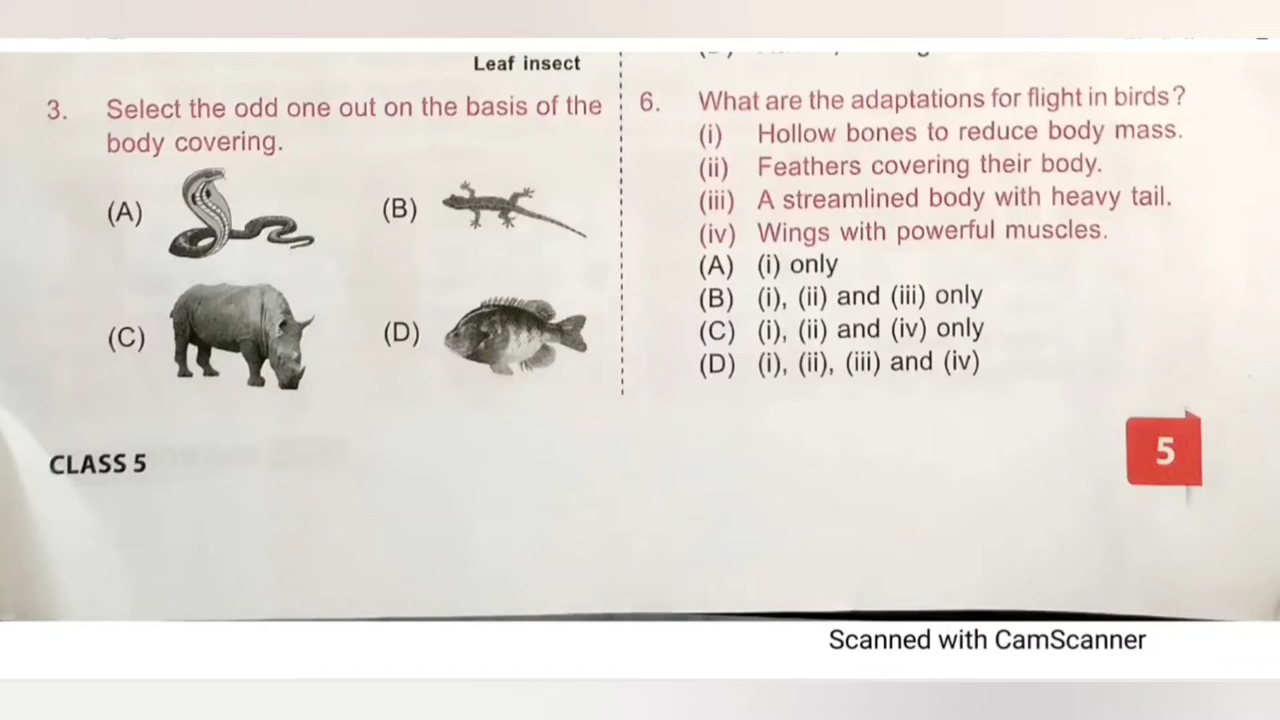 Leaf insect
3. Select the odd one out on the basis of the
body covering.
(A)
(B)
(C)
(D)
6. What are the adaptations for flight in birds?
(i) Hollow bones to reduce body mass.
(ii) Feathers covering their body.
(iii) A streamlined body with heavy tail.
(iv) Wings with powerful muscles.
(A) (i) only
(B) (i), (ii) and (iii) only
(C) (i), (ii) and (iv) only
(D) (i), (ii), (iii) and (iv)
CLASS 5
5
Scanned with CamScanner